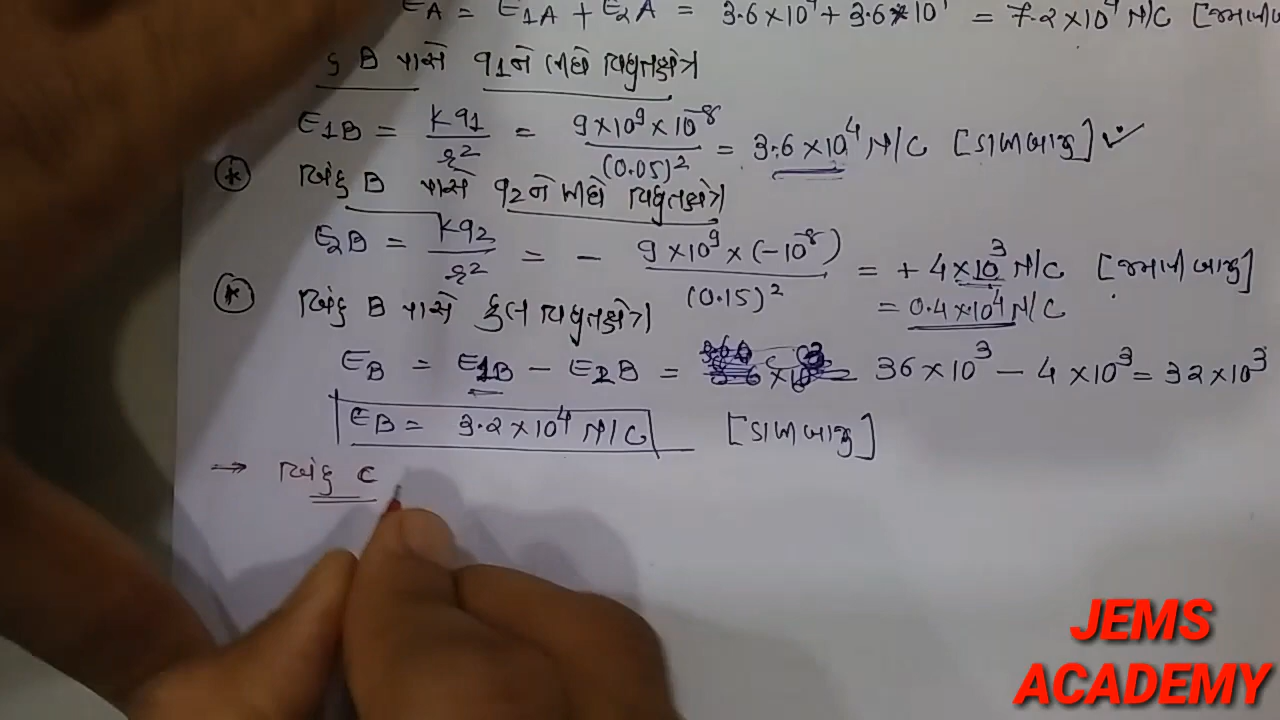 EA = E1A + E2A = 3.6×10⁴ + 3.6×10 = 7.2×10⁴ N/C
B પાસે q1ને લીધે વિદ્યુતક્ષેત્ર
E1B = kq1/r² = 9×10⁹×10⁻⁸/(0.05)² = 3.6×10⁴ N/C [ડાબીબાજુ] ✓
* બિંદુ B પાસે q2ને લીધે વિદ્યુતક્ષેત્ર
E2B = kq2/r² = - 9×10⁹×(-10⁻⁸)/(0.15)² = + 4×10³ N/C [જમણીબાજુ]
= 0.4×10⁴ N/C
* બિંદુ B પાસે કુલ વિદ્યુતક્ષેત્ર
EB = E1B - E2B = 36×10³ - 4×10³ = 32×10³
EB = 3.2×10⁴ N/C [ડાબીબાજુ]
→ બિંદુ C
JEMS
ACADEMY